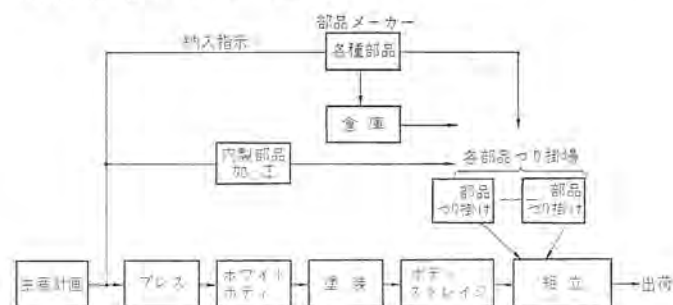 部品メーカー
納入指示
各種部品
倉庫
内製部品
加工
各部品つり掛場
部品
つり掛け
部品
つり掛け
生産計画
プレス
ホワイト
ボディ
塗装
ボディ
ストレイジ
組立
出荷